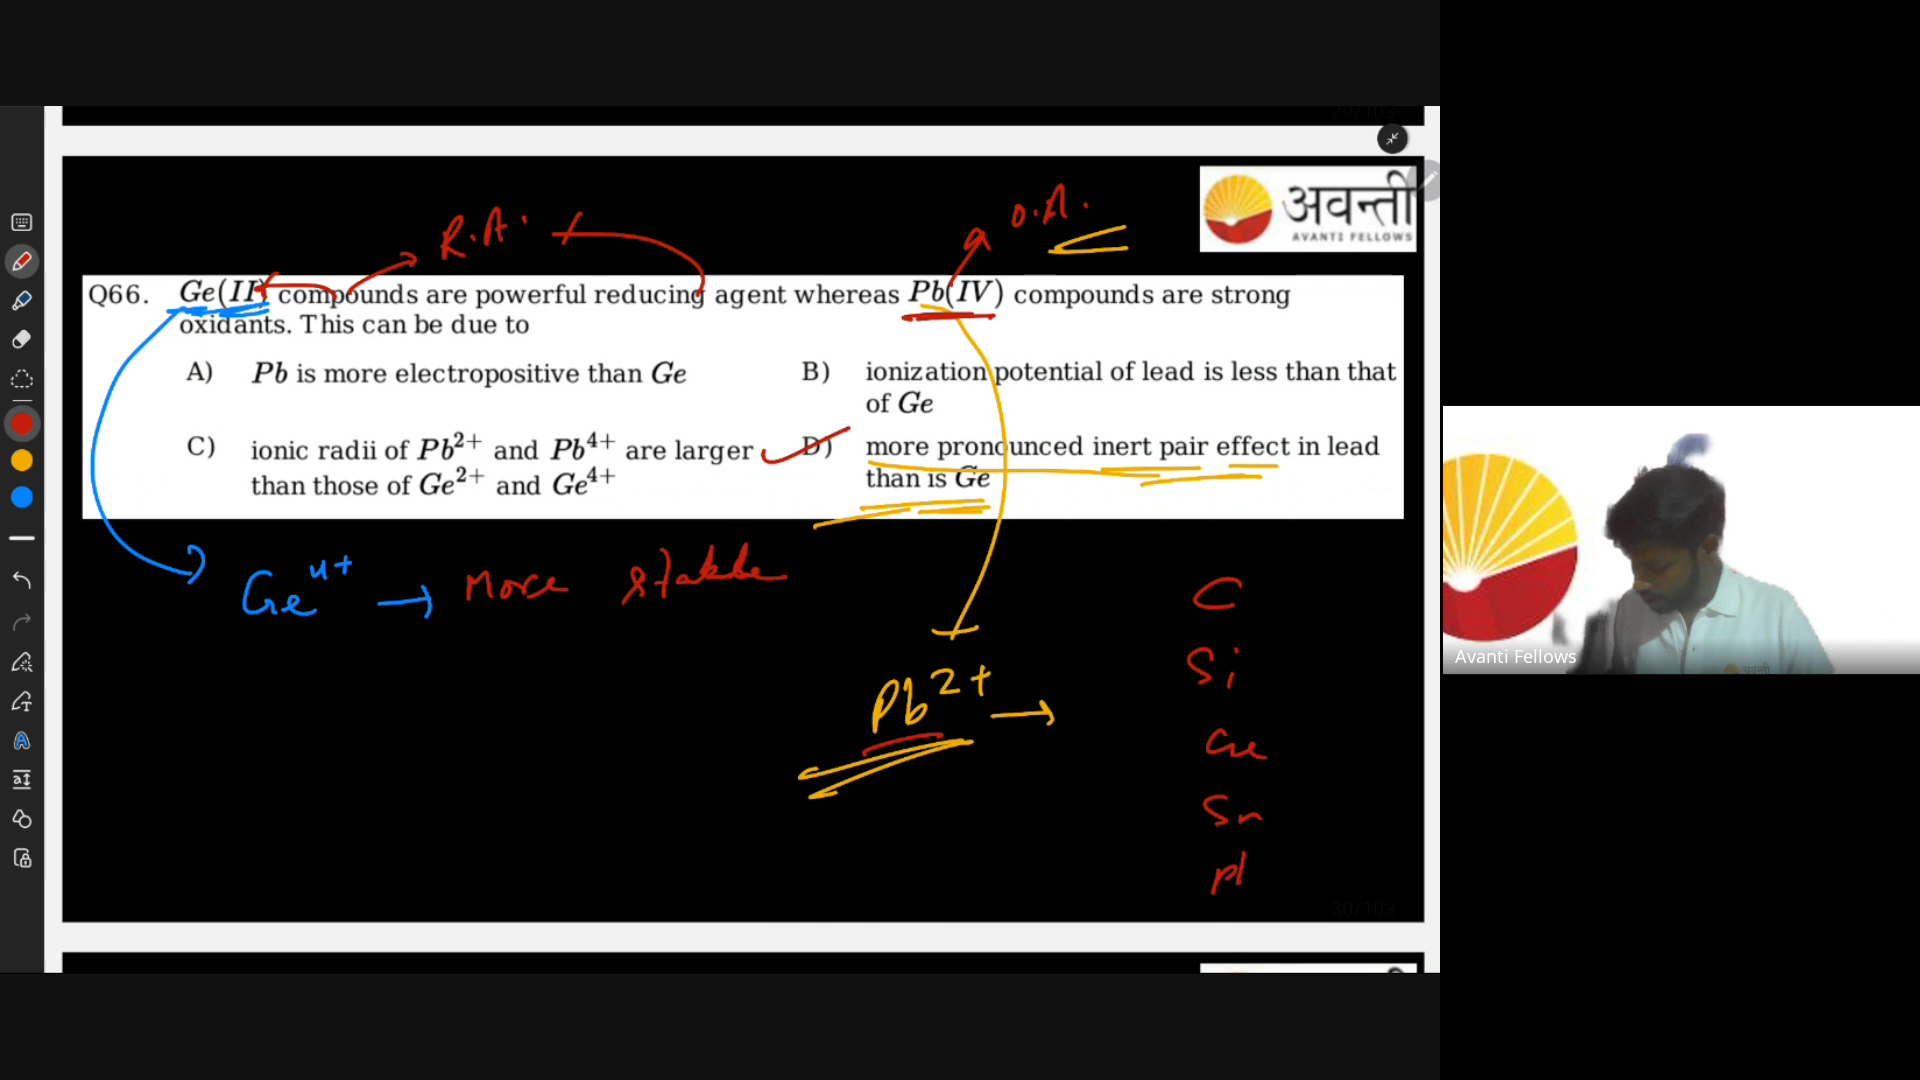 R.A.
O.A.
अवन्ती
AVANTI FELLOWS
Q66. Ge(II) compounds are powerful reducing agent whereas Pb(IV) compounds are strong
oxidants. This can be due to
A) Pb is more electropositive than Ge
B) ionization potential of lead is less than that
of Ge
C) ionic radii of Pb²⁺ and Pb⁴⁺ are larger
than those of Ge²⁺ and Ge⁴⁺
D) more pronounced inert pair effect in lead
than is Ge
Ge⁴⁺ → More stable
Pb²⁺ →
C
Si
Ge
Sn
30/103
Avanti Fellows